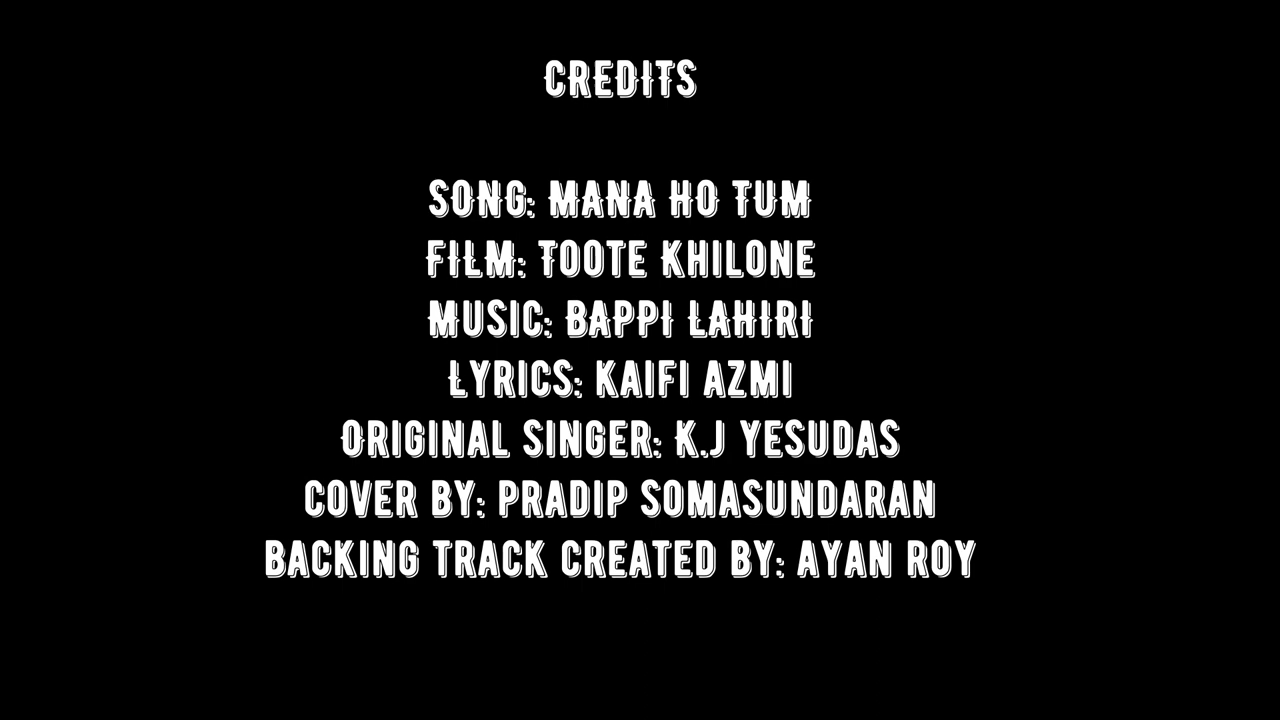 CREDITS
SONG: MANA HO TUM
FILM: TOOTE KHILONE
MUSIC: BAPPI LAHIRI
LYRICS: KAIFI AZMI
ORIGINAL SINGER: K.J YESUDAS
COVER BY: PRADIP SOMASUNDARAN
BACKING TRACK CREATED BY: AYAN ROY